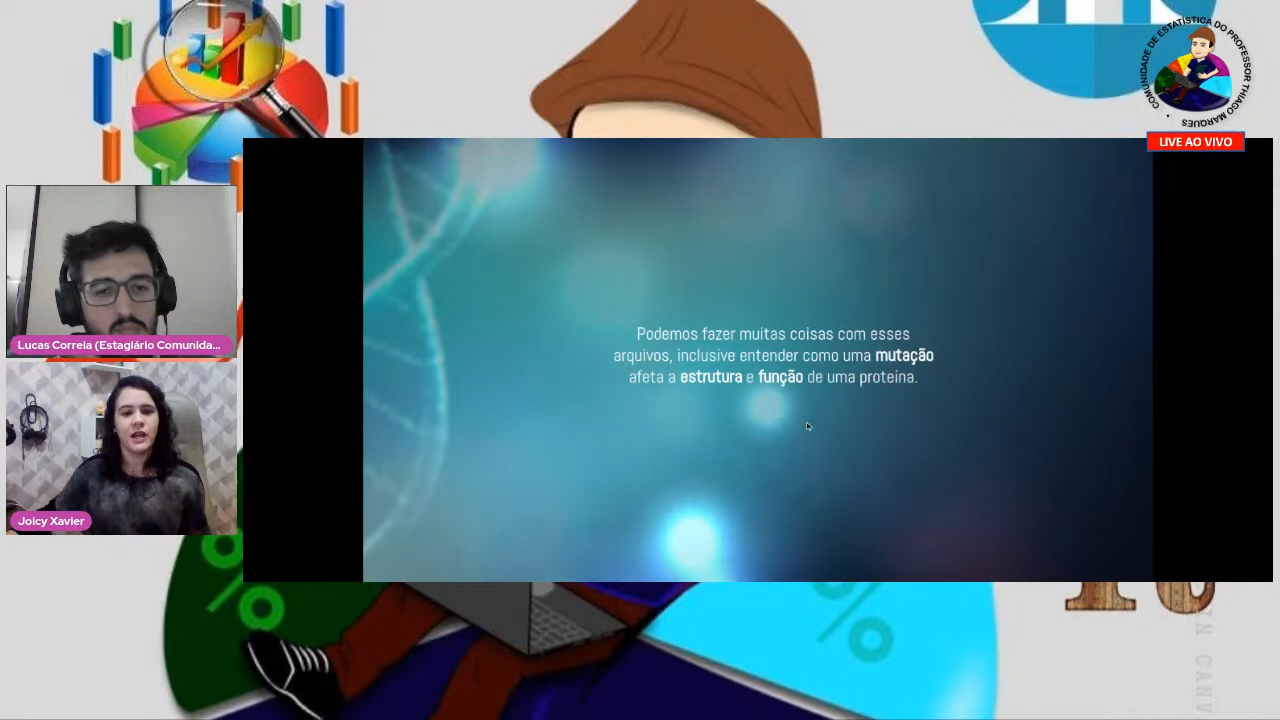 COMUNIDADE DE ESTATÍSTICA DO PROFESSOR THIAGO MARQUES
LIVE AO VIVO
Podemos fazer muitas coisas com esses
arquivos, inclusive entender como uma mutação
afeta a estrutura e função de uma proteína.
Lucas Correia (Estagiário Comunida...
Joicy Xavier
%
%